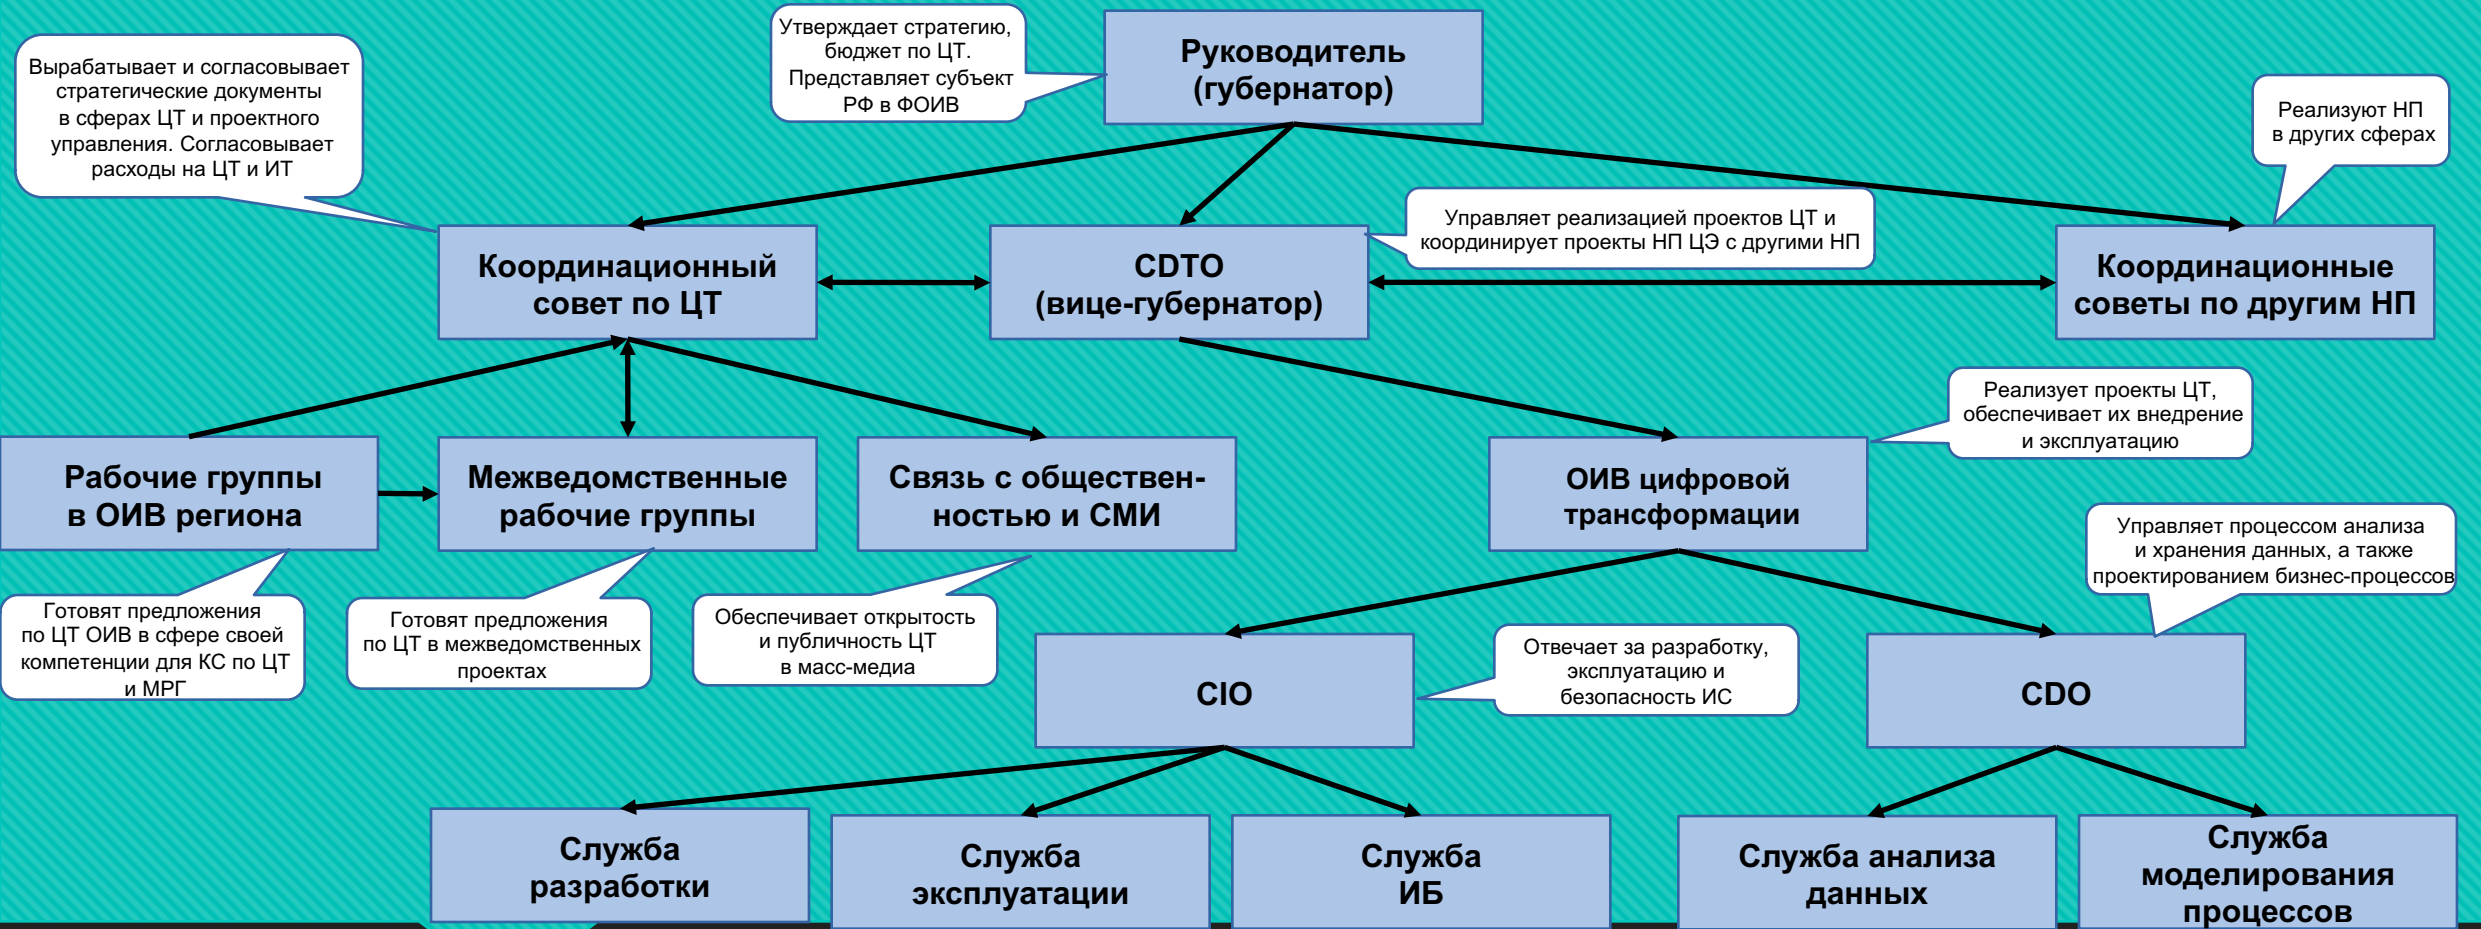 Утверждает стратегию,
бюджет по ЦТ.
Представляет субъект
РФ в ФОИВ
Руководитель
(губернатор)
Вырабатывает и согласовывает
стратегические документы
в сферах ЦТ и проектного
управления. Согласовывает
расходы на ЦТ и ИТ
Реализуют НП
в других сферах
Управляет реализацией проектов ЦТ и
координирует проекты НП ЦЭ с другими НП
Координационный
совет по ЦТ
CDTO
(вице-губернатор)
Координационные
советы по другим НП
Реализует проекты ЦТ,
обеспечивает их внедрение
и эксплуатацию
Рабочие группы
в ОИВ региона
Межведомственные
рабочие группы
Связь с обществен-
ностью и СМИ
ОИВ цифровой
трансформации
Управляет процессом анализа
и хранения данных, а также
проектированием бизнес-процессов
Готовят предложения
по ЦТ ОИВ в сфере своей
компетенции для КС по ЦТ
и МРГ
Готовят предложения
по ЦТ в межведомственных
проектах
Обеспечивает открытость
и публичность ЦТ
в масс-медиа
CIO
Отвечает за разработку,
эксплуатацию и
безопасность ИС
CDO
Служба
разработки
Служба
эксплуатации
Служба
ИБ
Служба анализа
данных
Служба
моделирования
процессов